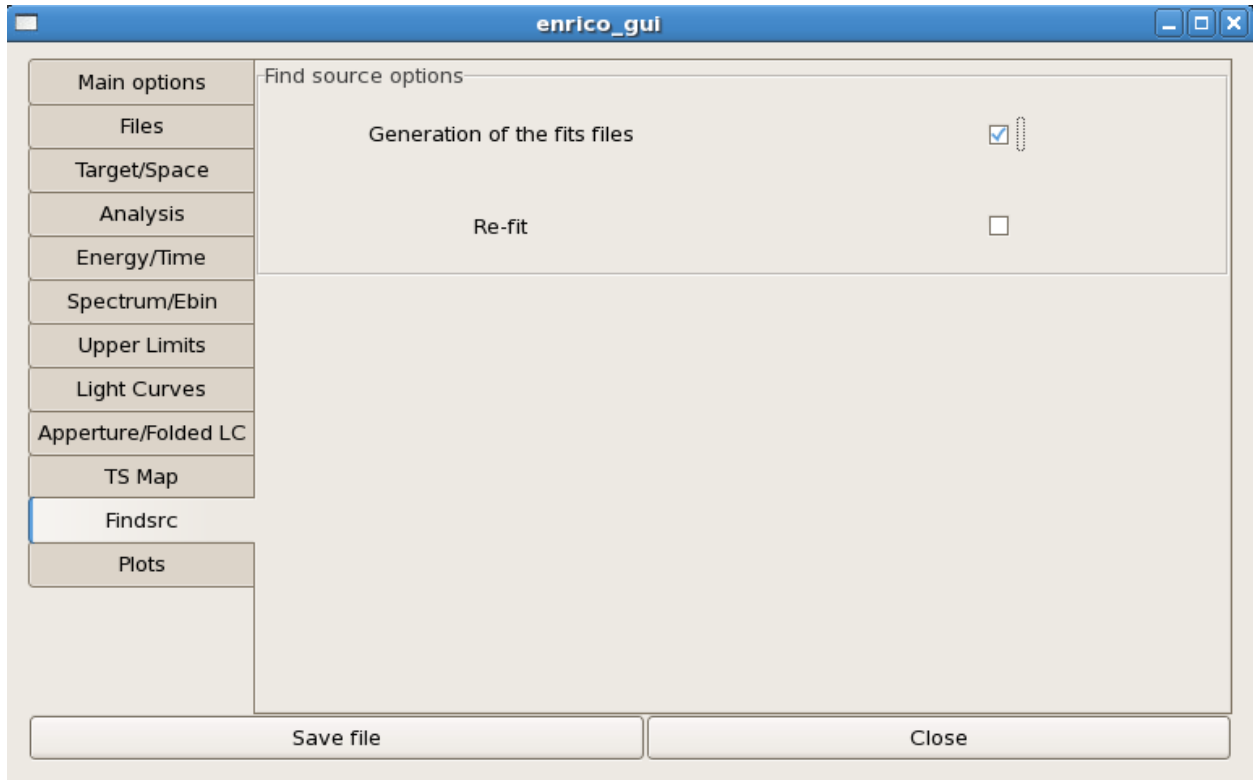 enrico_gui
Main options
Files
Target/Space
Analysis
Energy/Time
Spectrum/Ebin
Upper Limits
Light Curves
Apperture/Folded LC
TS Map
Findsrc
Plots
Find source options
Generation of the fits files
Re-fit
Save file
Close